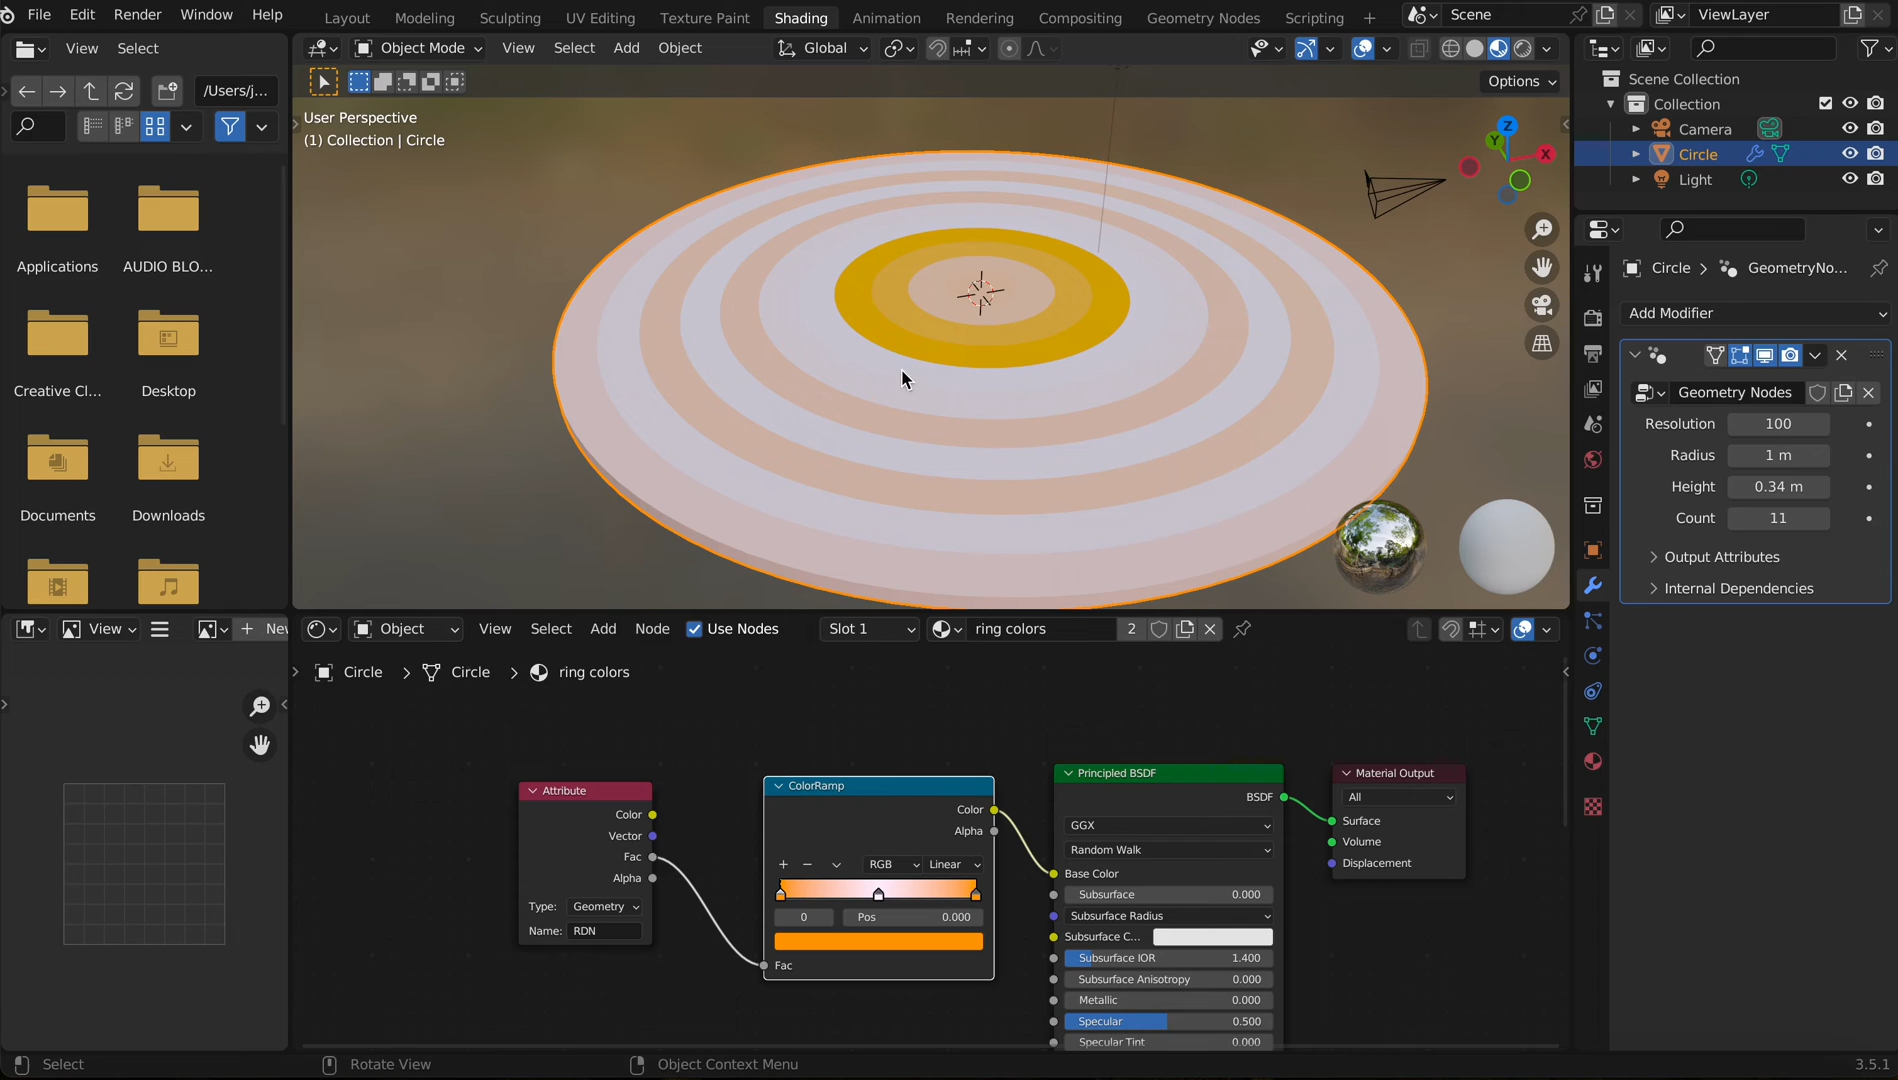 File Edit Render Window Help Layout Modeling Sculpting UV Editing Texture Paint Shading Animation Rendering Compositing Geometry Nodes Scripting + Scene ViewLayer
View Select
Object Mode View Select Add Object Global
/Users/j...
Options
User Perspective
(1) Collection | Circle
Z
Y
X
Applications
AUDIO BLO...
Creative Cl...
Desktop
Documents
Downloads
Scene Collection
Collection
Camera
Circle
Light
Circle GeometryNo...
Add Modifier
Geometry Nodes
Resolution 100
Radius 1 m
Height 0.34 m
Count 11
Output Attributes
Internal Dependencies
View + Nev
Object View Select Add Node Use Nodes Slot 1 ring colors 2
Circle > Circle > ring colors
Attribute
Color
Vector
Fac
Alpha
Type: Geometry
Name: RDN
ColorRamp
Color
Alpha
+ − RGB Linear
0 Pos 0.000
Fac
Principled BSDF
BSDF
GGX
Random Walk
Base Color
Subsurface 0.000
Subsurface Radius
Subsurface C...
Subsurface IOR 1.400
Subsurface Anisotropy 0.000
Metallic 0.000
Specular 0.500
Specular Tint 0.000
Material Output
All
Surface
Volume
Displacement
Select Rotate View Object Context Menu 3.5.1